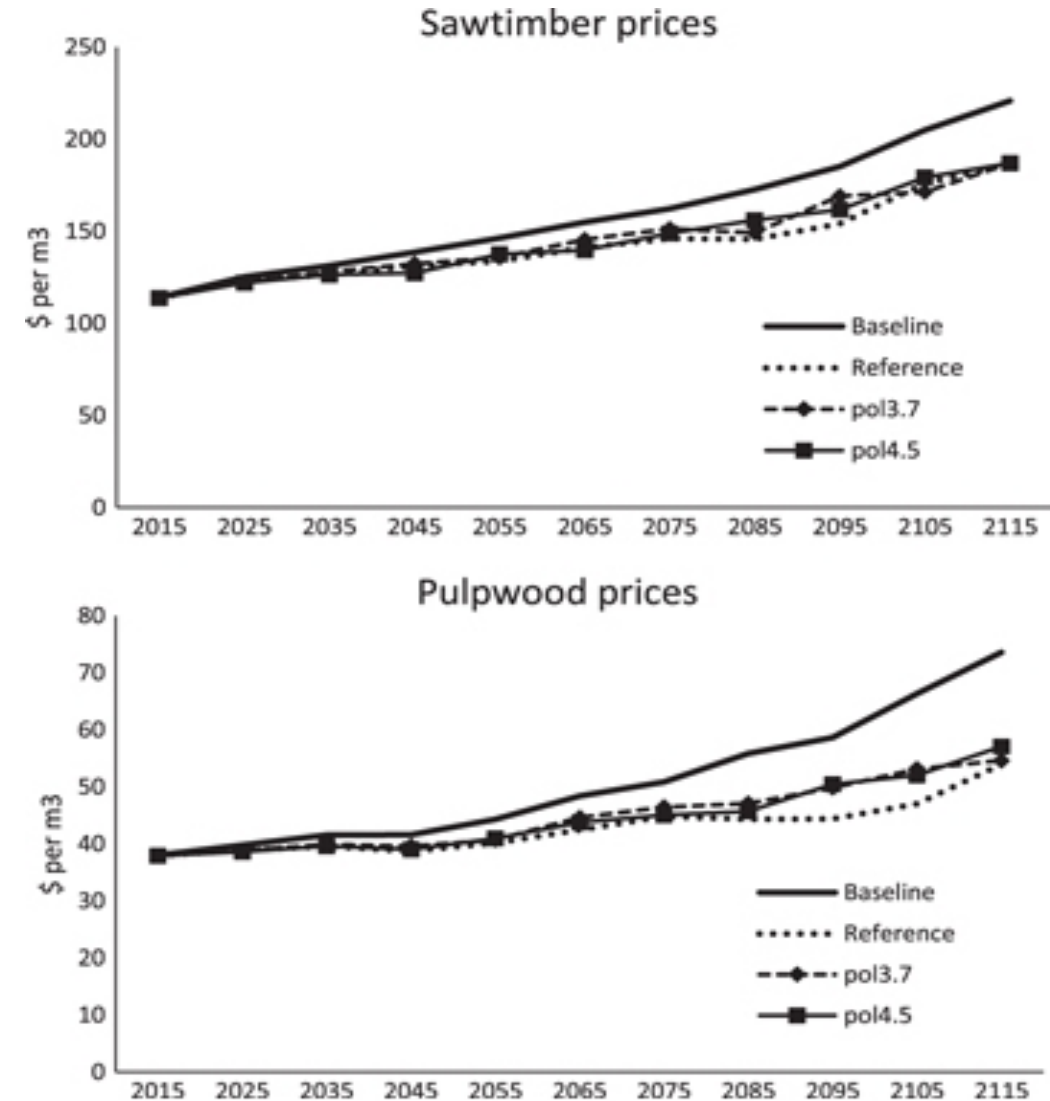 Sawtimber prices
250
200
150
100
50
0
$ per m3
Baseline
Reference
pol3.7
pol4.5
2015 2025 2035 2045 2055 2065 2075 2085 2095 2105 2115
Pulpwood prices
80
70
60
50
40
30
20
10
0
$ per m3
Baseline
Reference
pol3.7
pol4.5
2015 2025 2035 2045 2055 2065 2075 2085 2095 2105 2115